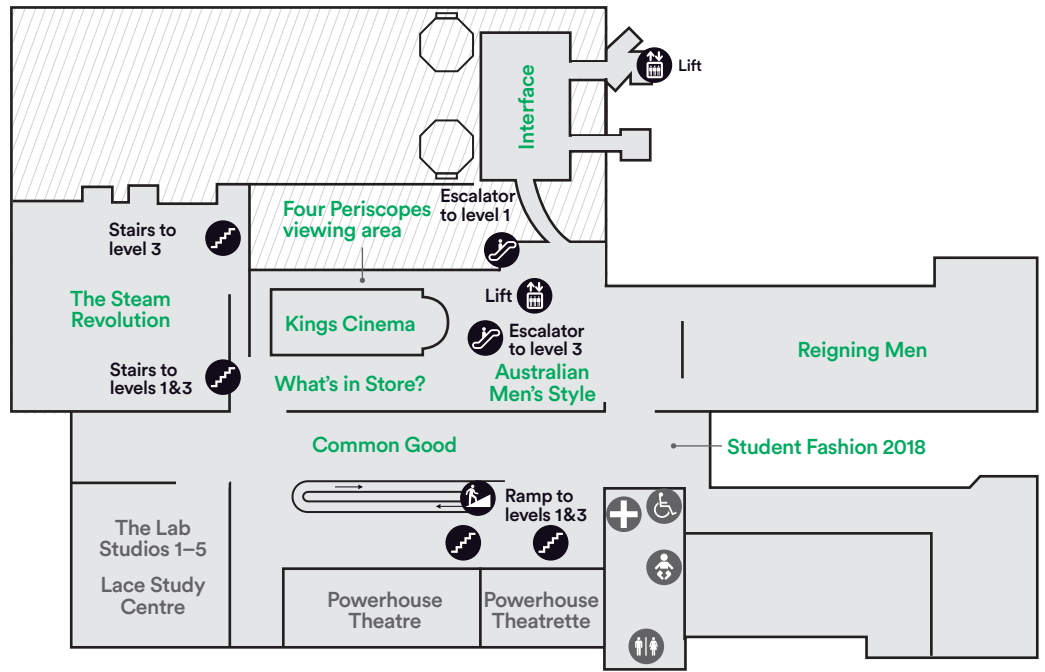 Interface
Lift
Escalator
to level 1
Four Periscopes
viewing area
Stairs to
level 3
The Steam
Revolution
Lift
Kings Cinema
Escalator
to level 3
Reigning Men
Stairs to
levels 1&3
What's in Store?
Australian
Men's Style
Common Good
Student Fashion 2018
Ramp to
levels 1&3
The Lab
Studios 1–5
Lace Study
Centre
Powerhouse
Theatre
Powerhouse
Theatrette